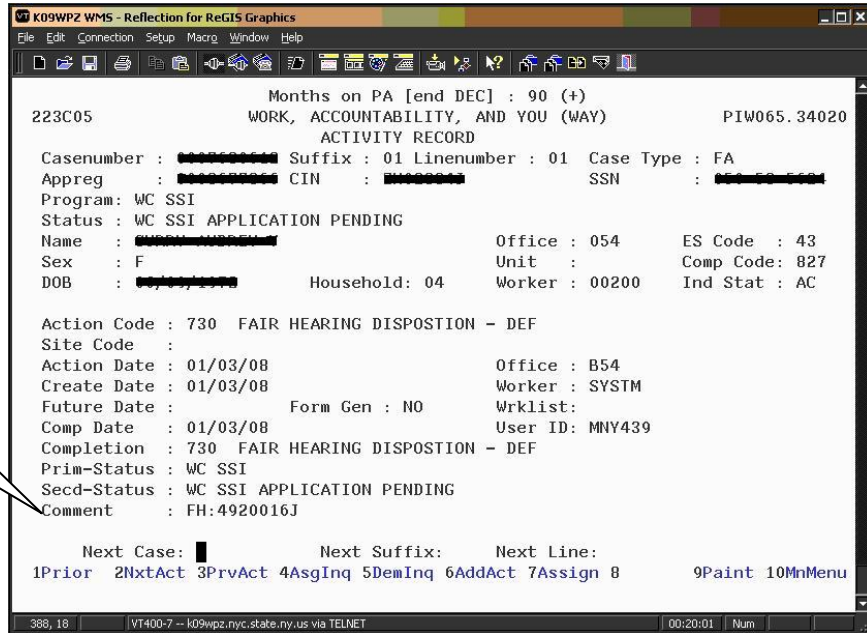 K09WPZ WMS - Reflection for ReGIS Graphics
File Edit Connection Setup Macro Window Help
Months on PA [end DEC] : 90 (+)
223C05 WORK, ACCOUNTABILITY, AND YOU (WAY) PIW065.34020
ACTIVITY RECORD
Casenumber : Suffix : 01 Linenumber : 01 Case Type : FA
Appreg : CIN : SSN :
Program: WC SSI
Status : WC SSI APPLICATION PENDING
Name : Office : 054 ES Code : 43
Sex : F Unit : Comp Code: 827
DOB : Household: 04 Worker : 00200 Ind Stat : AC
Action Code : 730 FAIR HEARING DISPOSTION - DEF
Site Code :
Action Date : 01/03/08 Office : B54
Create Date : 01/03/08 Worker : SYSTM
Future Date : Form Gen : NO Wrklist:
Comp Date : 01/03/08 User ID: MNY439
Completion : 730 FAIR HEARING DISPOSTION - DEF
Prim-Status : WC SSI
Secd-Status : WC SSI APPLICATION PENDING
Comment : FH:4920016J
Next Case: Next Suffix: Next Line:
1Prior 2NxtAct 3PrvAct 4AsgInq 5DemInq 6AddAct 7Assign 8 9Paint 10MnMenu
388, 18 VT400-7 -- k09wpz.nyc.state.ny.us via TELNET 00:20:01 Num